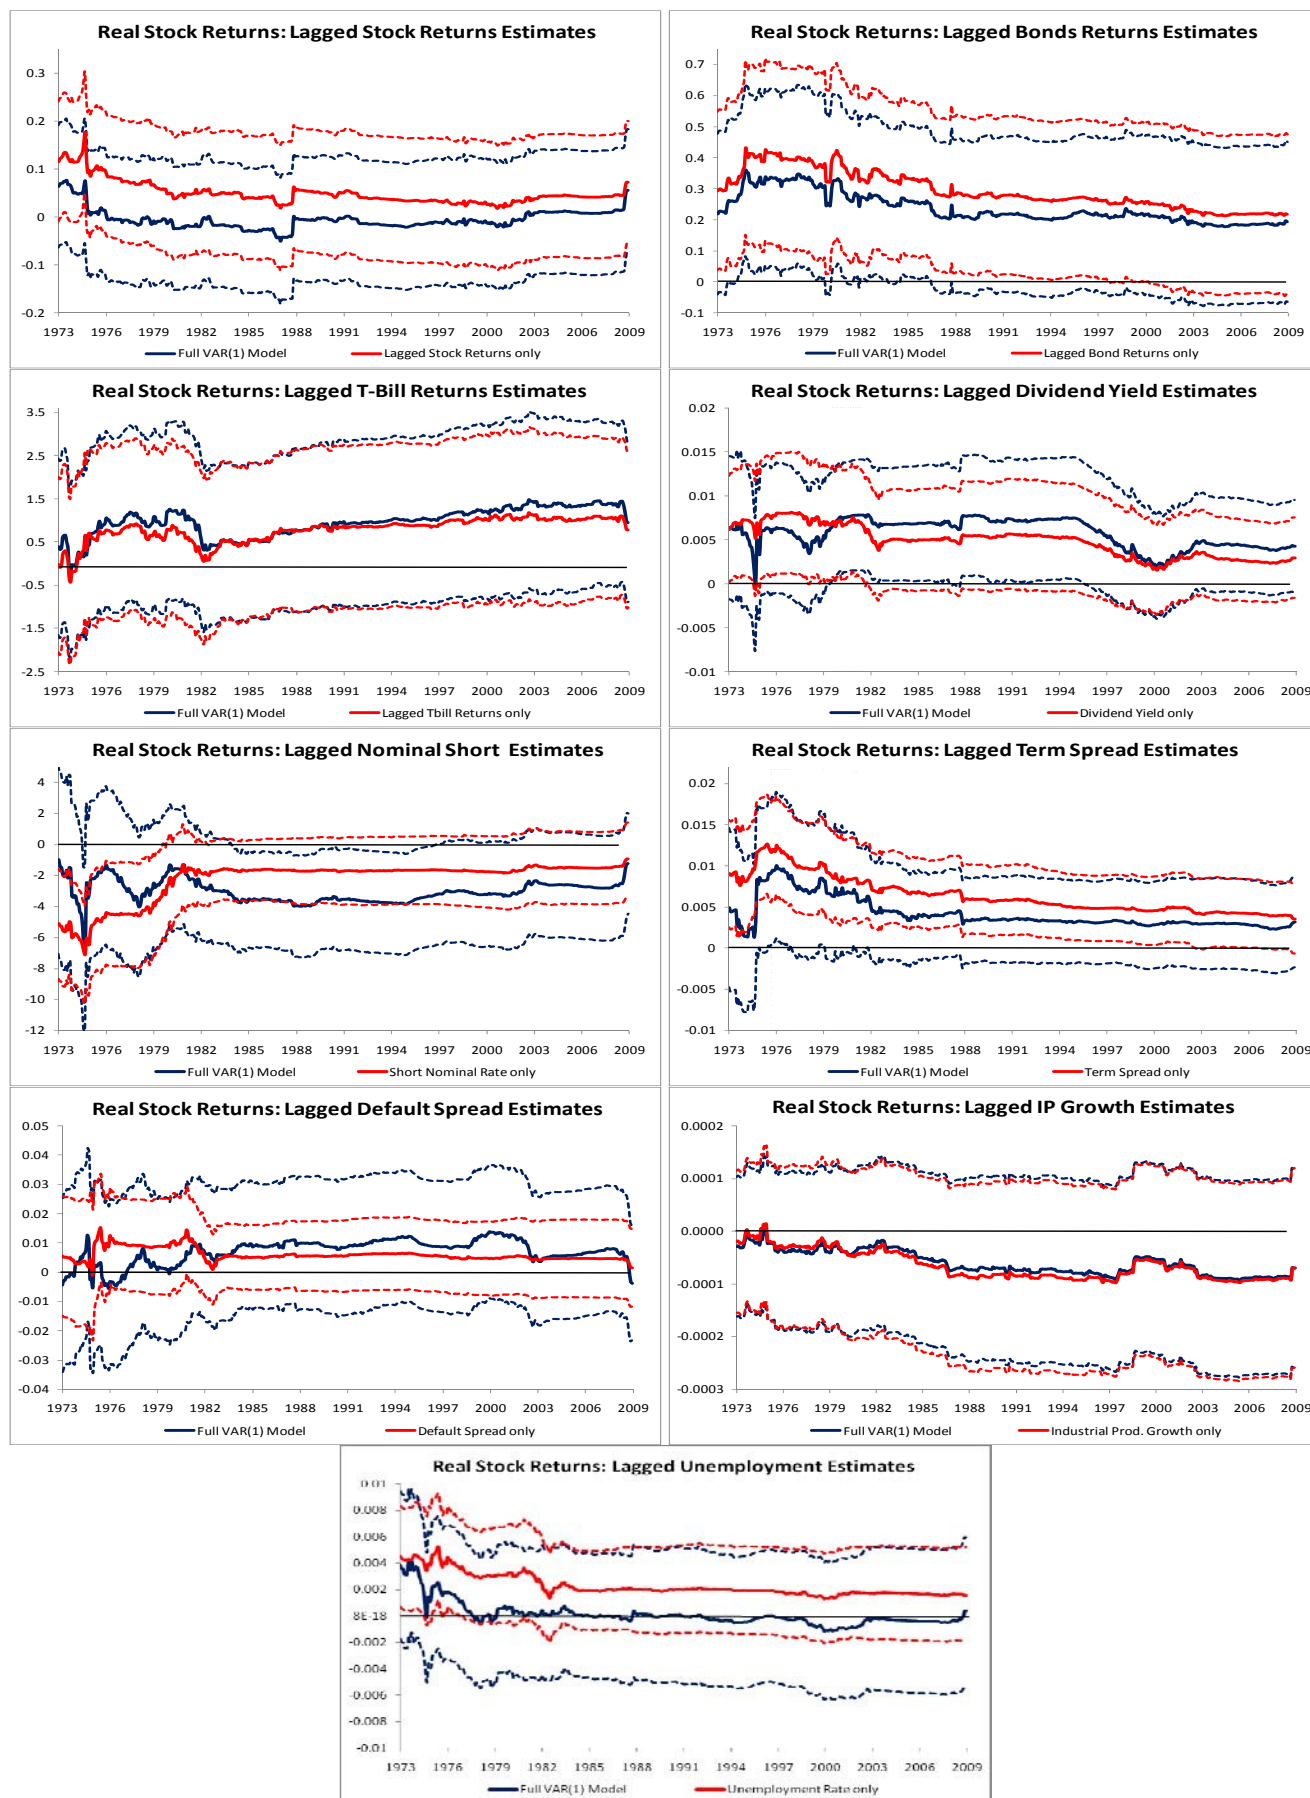 Real Stock Returns: Lagged Stock Returns Estimates
0.3
0.2
0.1
0
-0.1
-0.2
1973 1976 1979 1982 1985 1988 1991 1994 1997 2000 2003 2006 2009
Full VAR(1) Model Lagged Stock Returns only
Real Stock Returns: Lagged Bonds Returns Estimates
0.7
0.6
0.5
0.4
0.3
0.2
0.1
0
-0.1
1973 1976 1979 1982 1985 1988 1991 1994 1997 2000 2003 2006 2009
Full VAR(1) Model Lagged Bond Returns only
Real Stock Returns: Lagged T-Bill Returns Estimates
3.5
2.5
1.5
0.5
-0.5
-1.5
-2.5
1973 1976 1979 1982 1985 1988 1991 1994 1997 2000 2003 2006 2009
Full VAR(1) Model Lagged Tbill Returns only
Real Stock Returns: Lagged Dividend Yield Estimates
0.02
0.015
0.01
0.005
0
-0.005
-0.01
1973 1976 1979 1982 1985 1988 1991 1994 1997 2000 2003 2006 2009
Full VAR(1) Model Dividend Yield only
Real Stock Returns: Lagged Nominal Short Estimates
4
2
0
-2
-4
-6
-8
-10
-12
1973 1976 1979 1982 1985 1988 1991 1994 1997 2000 2003 2006 2009
Full VAR(1) Model Short Nominal Rate only
Real Stock Returns: Lagged Term Spread Estimates
0.02
0.015
0.01
0.005
0
-0.005
-0.01
1973 1976 1979 1982 1985 1988 1991 1994 1997 2000 2003 2006 2009
Full VAR(1) Model Term Spread only
Real Stock Returns: Lagged Default Spread Estimates
0.05
0.04
0.03
0.02
0.01
0
-0.01
-0.02
-0.03
-0.04
1973 1976 1979 1982 1985 1988 1991 1994 1997 2000 2003 2006 2009
Full VAR(1) Model Default Spread only
Real Stock Returns: Lagged IP Growth Estimates
0.0002
0.0001
0.0000
-0.0001
-0.0002
-0.0003
1973 1976 1979 1982 1985 1988 1991 1994 1997 2000 2003 2006 2009
Full VAR(1) Model Industrial Prod. Growth only
Real Stock Returns: Lagged Unemployment Estimates
0.01
0.008
0.006
0.004
0.002
8E-18
-0.002
-0.004
-0.006
-0.008
-0.01
1973 1976 1979 1982 1985 1988 1991 1994 1997 2000 2003 2006 2009
Full VAR(1) Model Unemployment Rate only